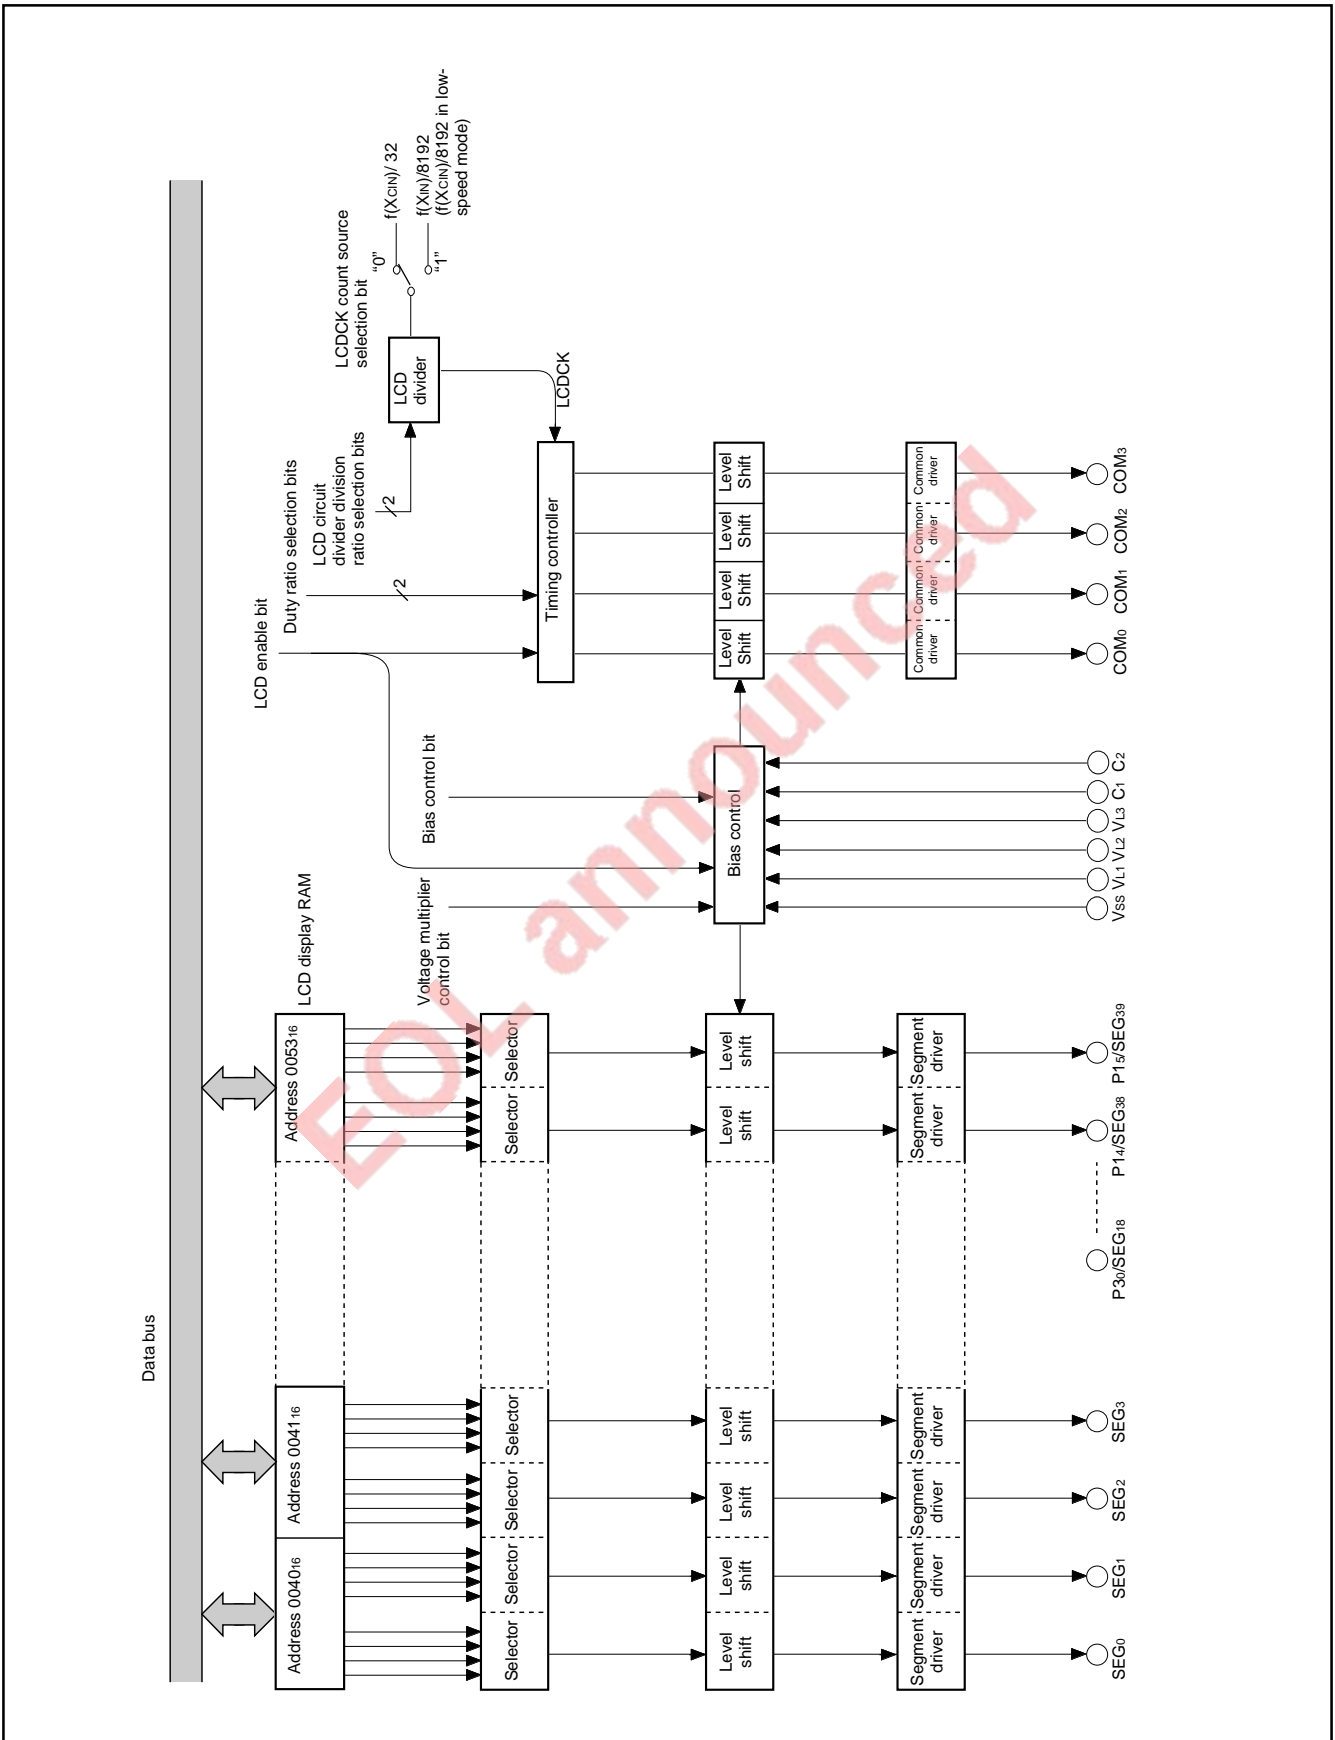 Data bus
LCD enable bit
Duty ratio selection bits
LCD circuit
divider division
ratio selection bits
2
2
LCDCK count source
selection bit
"0"
"1"
f(XCIN)/ 32
f(XIN)/8192
(f(XCIN)/8192 in low-
speed mode)
LCD
divider
LCDCK
Timing controller
Address 004016
Address 004116
Address 005316
LCD display RAM
Voltage multiplier
control bit
Bias control bit
Selector
Selector
Selector
Selector
Selector
Selector
Level
shift
Level
shift
Level
shift
Level
shift
Level
shift
Level
shift
Bias control
Level
Shift
Level
Shift
Level
Shift
Level
Shift
Segment
driver
Segment
driver
Segment
driver
Segment
driver
Segment
driver
Segment
driver
Common
driver
Common
driver
Common
driver
Common
driver
SEG0
SEG1
SEG2
SEG3
P30/SEG18
P14/SEG38
P15/SEG39
VSS
VL1
VL2
VL3
C1
C2
COM0
COM1
COM2
COM3
EOL announced